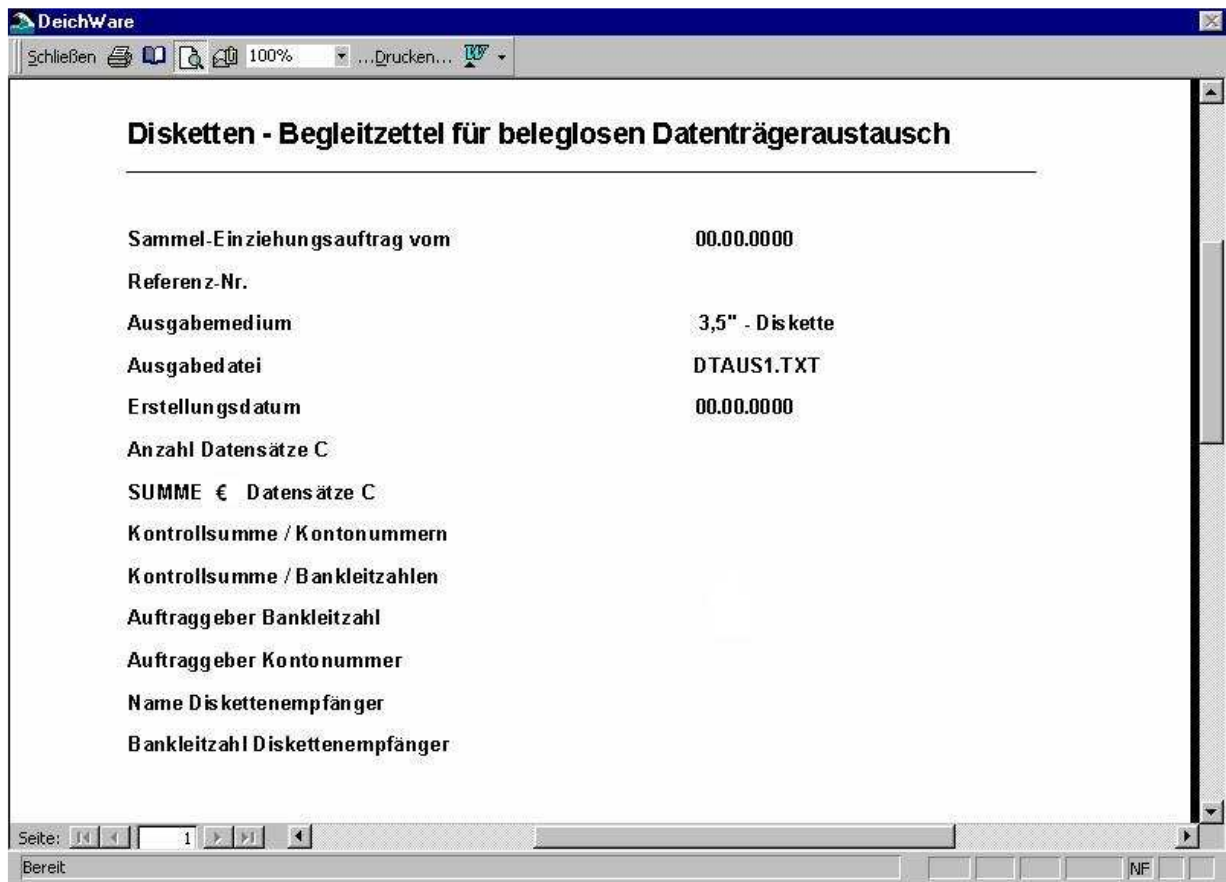 DeichWare
Schließen 100% ...Drucken...
Disketten - Begleitzettel für beleglosen Datenträgeraustausch
Sammel-Einziehungsauftrag vom 00.00.0000
Referenz-Nr.
Ausgabemedium 3,5" - Diskette
Ausgabedatei DTAUS1.TXT
Erstellungsdatum 00.00.0000
Anzahl Datensätze C
SUMME € Datensätze C
Kontrollsumme / Kontonummern
Kontrollsumme / Bankleitzahlen
Auftraggeber Bankleitzahl
Auftraggeber Kontonummer
Name Diskettenempfänger
Bankleitzahl Diskettenempfänger
Seite: 1
Bereit NF